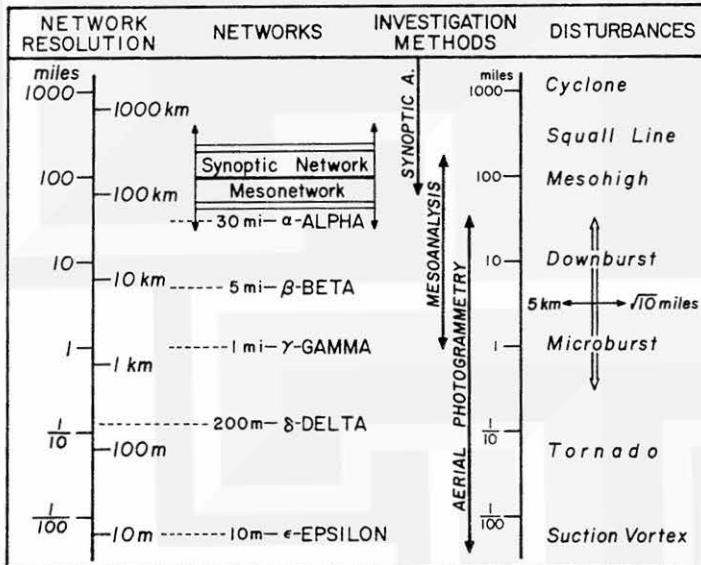 NETWORK RESOLUTION
NETWORKS
INVESTIGATION METHODS
DISTURBANCES
miles
1000
1000 km
100
100 km
10
10 km
1
1 km
1/10
100 m
1/100
10 m
Synoptic Network
Mesonetwork
30 mi — α-ALPHA
5 mi — β-BETA
1 mi — γ-GAMMA
200m — δ-DELTA
10m — ϵ-EPSILON
SYNOPTIC A.
MESOANALYSIS
AERIAL PHOTOGRAMMETRY
miles
1000
100
10
1
1/10
1/100
Cyclone
Squall Line
Mesohigh
Downburst
5 km
√10 miles
Microburst
Tornado
Suction Vortex